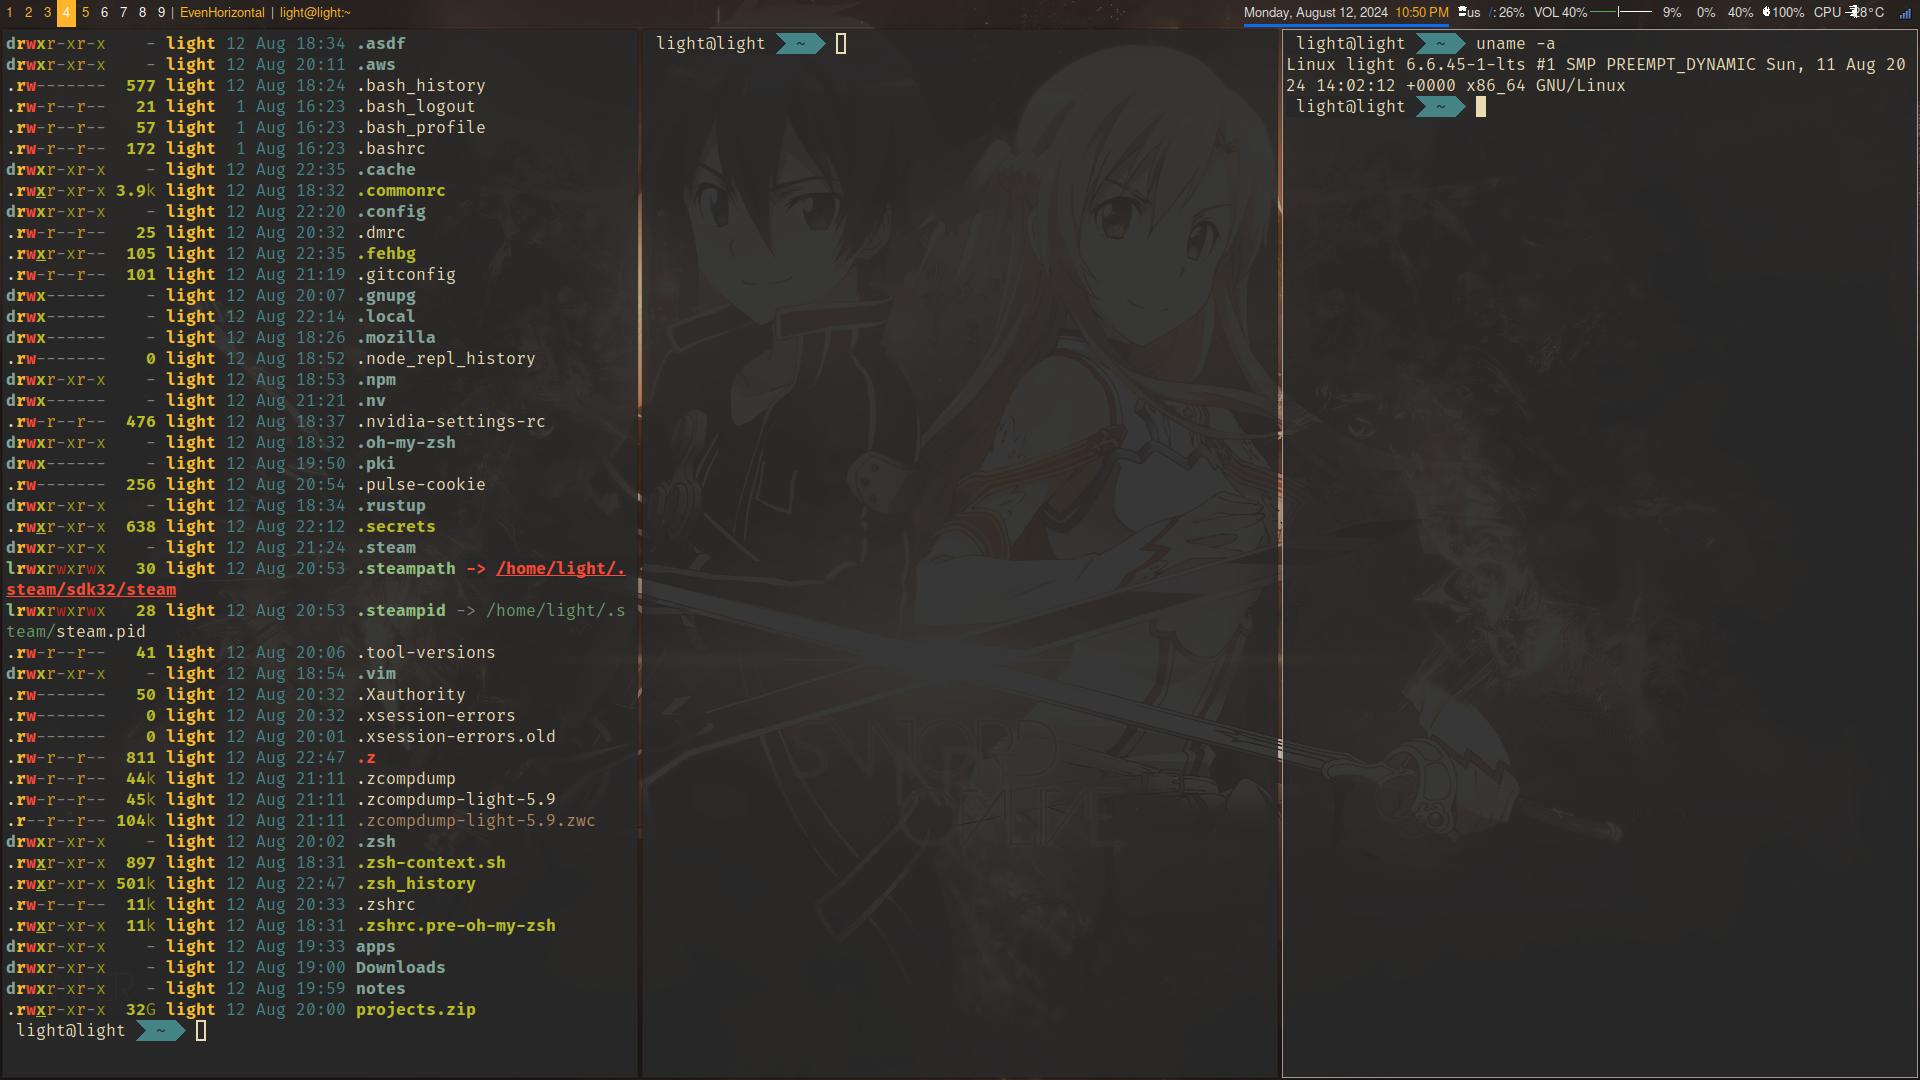 1 2 3 4 5 6 7 8 9 | EvenHorizontal | light@light:~
Monday, August 12, 2024 10:50 PM us /: 26% VOL 40% 9% 0% 40% 100% CPU 8°C
drwxr-xr-x - light 12 Aug 18:34 .asdf
drwxr-xr-x - light 12 Aug 20:11 .aws
.rw------- 577 light 12 Aug 18:24 .bash_history
.rw-r--r-- 21 light 1 Aug 16:23 .bash_logout
.rw-r--r-- 57 light 1 Aug 16:23 .bash_profile
.rw-r--r-- 172 light 1 Aug 16:23 .bashrc
drwxr-xr-x - light 12 Aug 22:35 .cache
.rwxr-xr-x 3.9k light 12 Aug 18:32 .commonrc
drwxr-xr-x - light 12 Aug 22:20 .config
.rw-r--r-- 25 light 12 Aug 20:32 .dmrc
.rwxr-xr-x 105 light 12 Aug 22:35 .fehbg
.rw-r--r-- 101 light 12 Aug 21:19 .gitconfig
drwx------ - light 12 Aug 20:07 .gnupg
drwx------ - light 12 Aug 22:14 .local
drwx------ - light 12 Aug 18:26 .mozilla
.rw------- 0 light 12 Aug 18:52 .node_repl_history
drwxr-xr-x - light 12 Aug 18:53 .npm
drwx------ - light 12 Aug 21:21 .nv
.rw-r--r-- 476 light 12 Aug 18:37 .nvidia-settings-rc
drwxr-xr-x - light 12 Aug 18:32 .oh-my-zsh
drwx------ - light 12 Aug 19:50 .pki
.rw------- 256 light 12 Aug 20:54 .pulse-cookie
drwxr-xr-x - light 12 Aug 18:34 .rustup
.rwxr-xr-x 638 light 12 Aug 22:12 .secrets
drwxr-xr-x - light 12 Aug 21:24 .steam
lrwxrwxrwx 30 light 12 Aug 20:53 .steampath -> /home/light/.
steam/sdk32/steam
lrwxrwxrwx 28 light 12 Aug 20:53 .steampid -> /home/light/.s
team/steam.pid
.rw-r--r-- 41 light 12 Aug 20:06 .tool-versions
drwxr-xr-x - light 12 Aug 18:54 .vim
.rw------- 50 light 12 Aug 20:32 .Xauthority
.rw------- 0 light 12 Aug 20:32 .xsession-errors
.rw------- 0 light 12 Aug 20:01 .xsession-errors.old
.rw-r--r-- 811 light 12 Aug 22:47 .z
.rw-r--r-- 44k light 12 Aug 21:11 .zcompdump
.rw-r--r-- 45k light 12 Aug 21:11 .zcompdump-light-5.9
.r--r--r-- 104k light 12 Aug 21:11 .zcompdump-light-5.9.zwc
drwxr-xr-x - light 12 Aug 20:02 .zsh
.rwxr-xr-x 897 light 12 Aug 18:31 .zsh-context.sh
.rwxr-xr-x 501k light 12 Aug 22:47 .zsh_history
.rw-r--r-- 11k light 12 Aug 20:33 .zshrc
.rwxr-xr-x 11k light 12 Aug 18:31 .zshrc.pre-oh-my-zsh
drwxr-xr-x - light 12 Aug 19:33 apps
drwxr-xr-x - light 12 Aug 19:00 Downloads
drwxr-xr-x - light 12 Aug 19:59 notes
.rwxr-xr-x 32G light 12 Aug 20:00 projects.zip
light@light ~
light@light ~
light@light ~ uname -a
Linux light 6.6.45-1-lts #1 SMP PREEMPT_DYNAMIC Sun, 11 Aug 20
24 14:02:12 +0000 x86_64 GNU/Linux
light@light ~